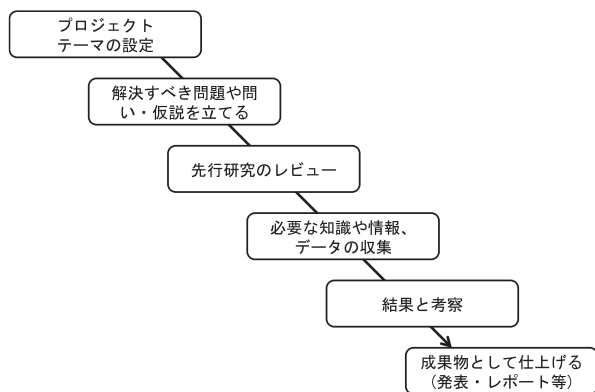 プロジェクト
テーマの設定
解決すべき問題や問
い・仮説を立てる
先行研究のレビュー
必要な知識や情報、
データの収集
結果と考察
成果物として仕上げる
（発表・レポート等）